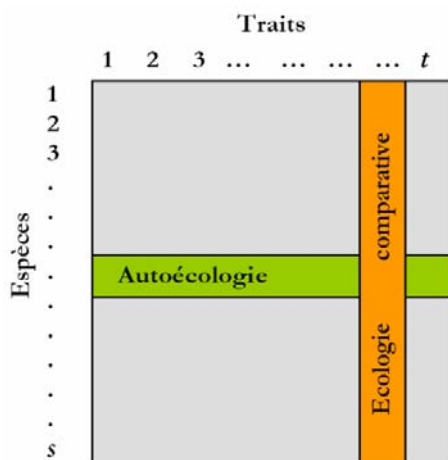 Traits
1 2 3 … … … … t
Espèces
1
2
3
.
.
.
.
.
.
.
.
.
s
Autoécologie
Ecologie comparative